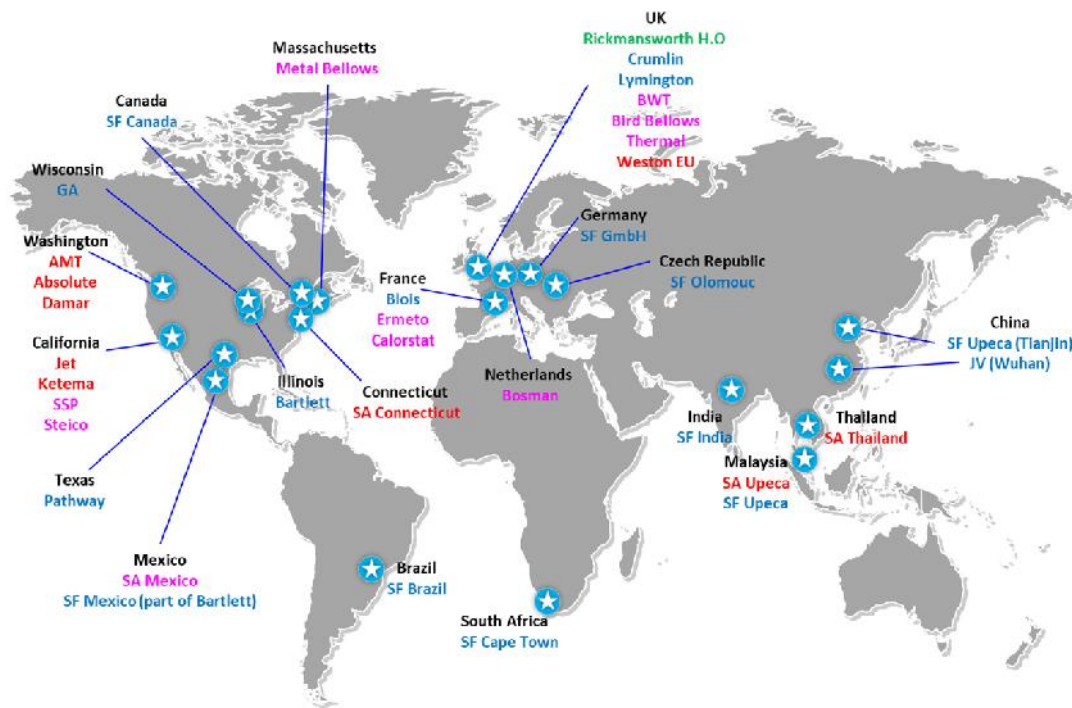 UK
Rickmansworth H.O
Crumlin
Lymington
BWT
Bird Bellows
Thermal
Weston EU
Massachusetts
Metal Bellows
Canada
SF Canada
Wisconsin
GA
Washington
AMT
Absolute
Damar
California
Jet
Ketema
SSP
Steico
Texas
Pathway
Mexico
SA Mexico
SF Mexico (part of Bartlett)
Illinois
Bartlett
Connecticut
SA Connecticut
France
Blois
Ermeto
Calorstat
Netherlands
Bosman
Germany
SF GmbH
Czech Republic
SF Olomouc
China
SF Upeca (Tianjin)
JV (Wuhan)
India
SF India
Thailand
SA Thailand
Malaysia
SA Upeca
SF Upeca
Brazil
SF Brazil
South Africa
SF Cape Town